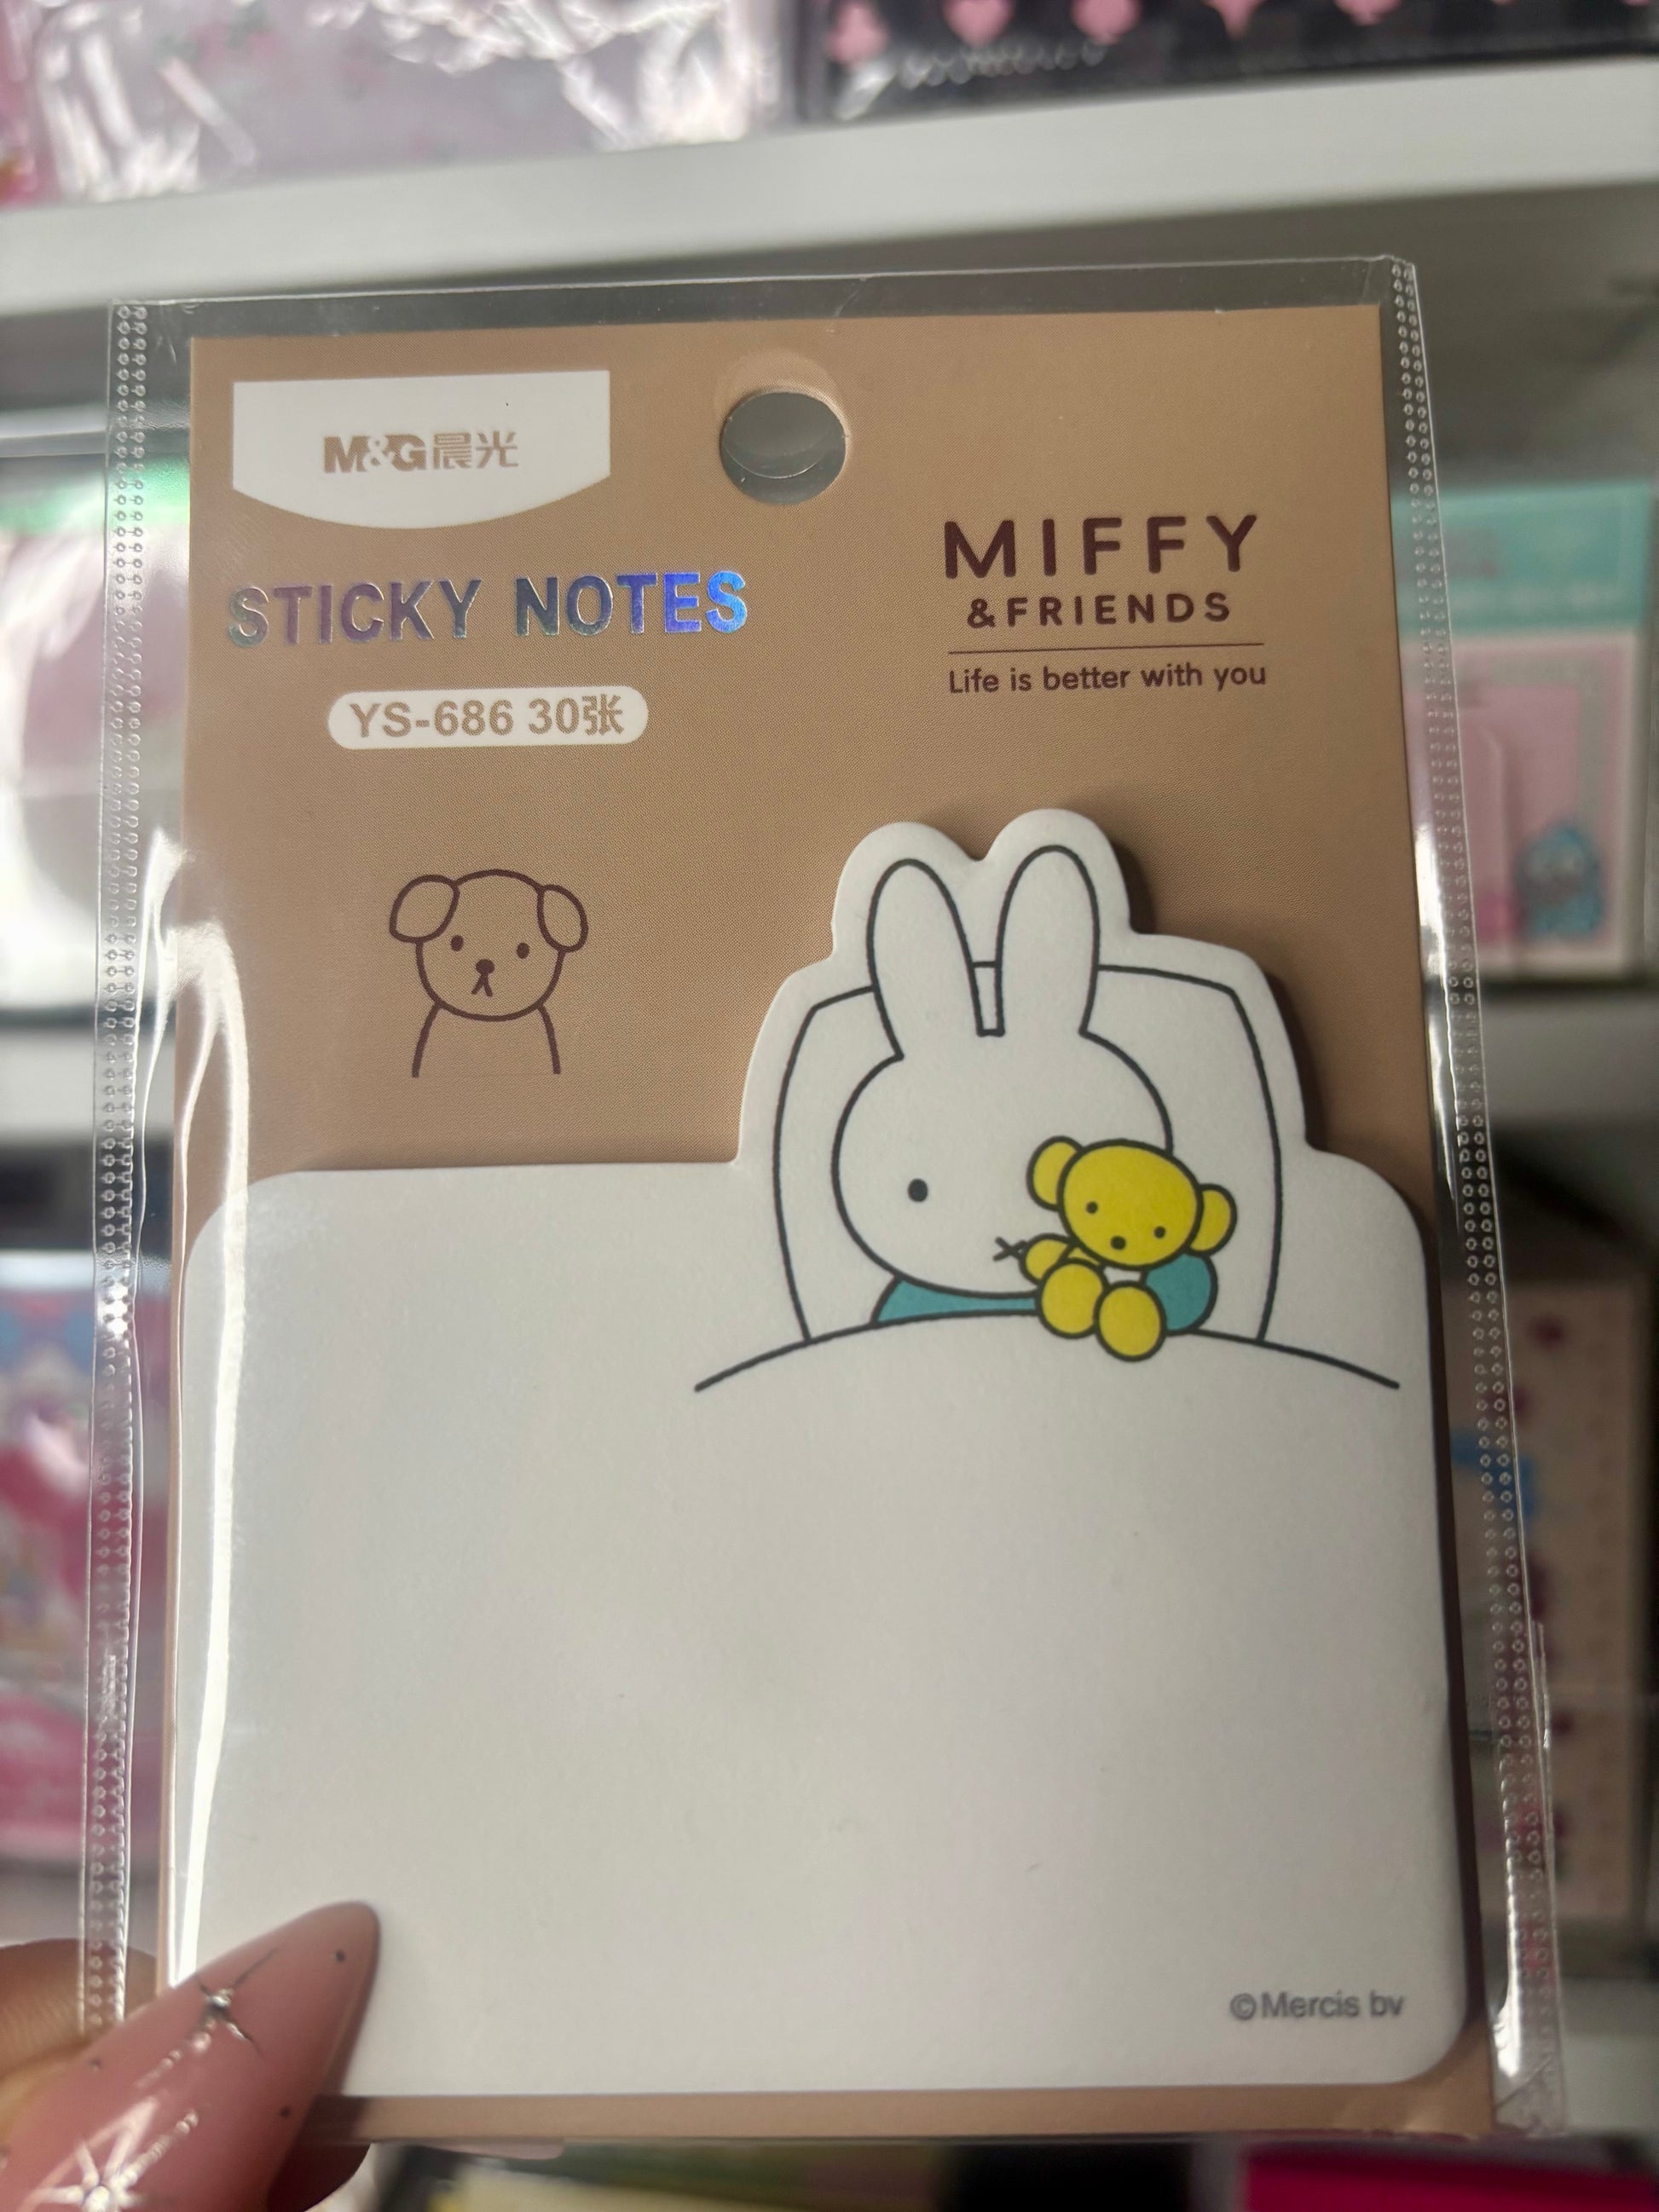 M&G晨光
STICKY NOTES
YS-686 30张
MIFFY
&FRIENDS
Life is better with you
©Mercis bv